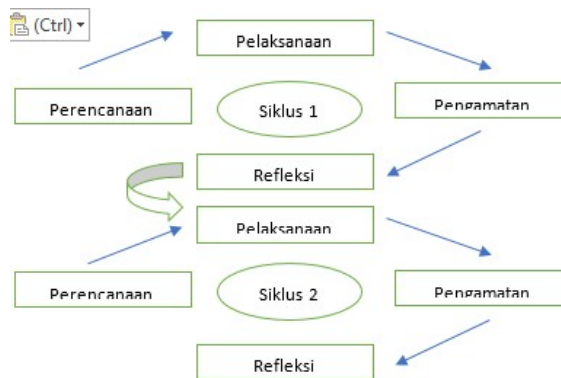 (Ctrl)
Pelaksanaan
Perencanaan
Siklus 1
Pengamatan
Refleksi
Pelaksanaan
Perencanaan
Siklus 2
Pengamatan
Refleksi